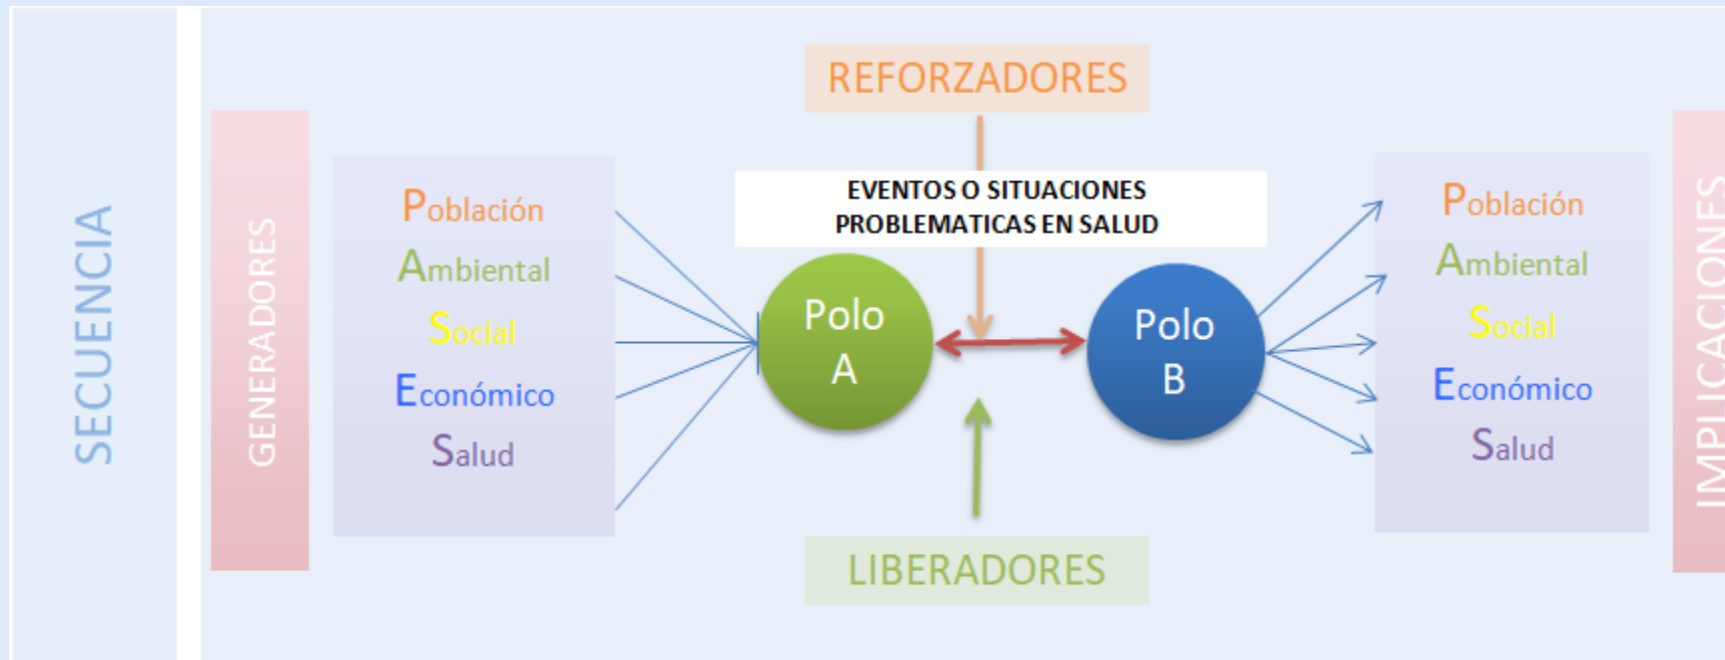 SECUENCIA
GENERADORES
Población
Ambiental
Social
Económico
Salud
REFORZADORES
EVENTOS O SITUACIONES
PROBLEMATICAS EN SALUD
Polo
A
Polo
B
LIBERADORES
Población
Ambiental
Social
Económico
Salud
IMPLICACIONES